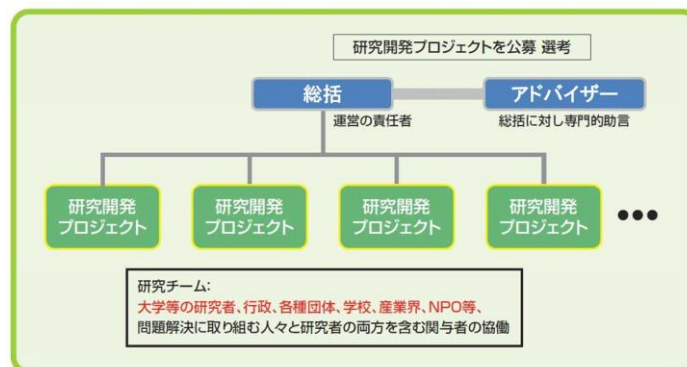 研究開発プロジェクトを公募 選考
総括
アドバイザー
運営の責任者
総括に対し専門的助言
研究開発
プロジェクト
研究開発
プロジェクト
研究開発
プロジェクト
研究開発
プロジェクト
●●●
研究チーム:
大学等の研究者、行政、各種団体、学校、産業界、NPO等、
問題解決に取り組む人々と研究者の両方を含む関与者の協働